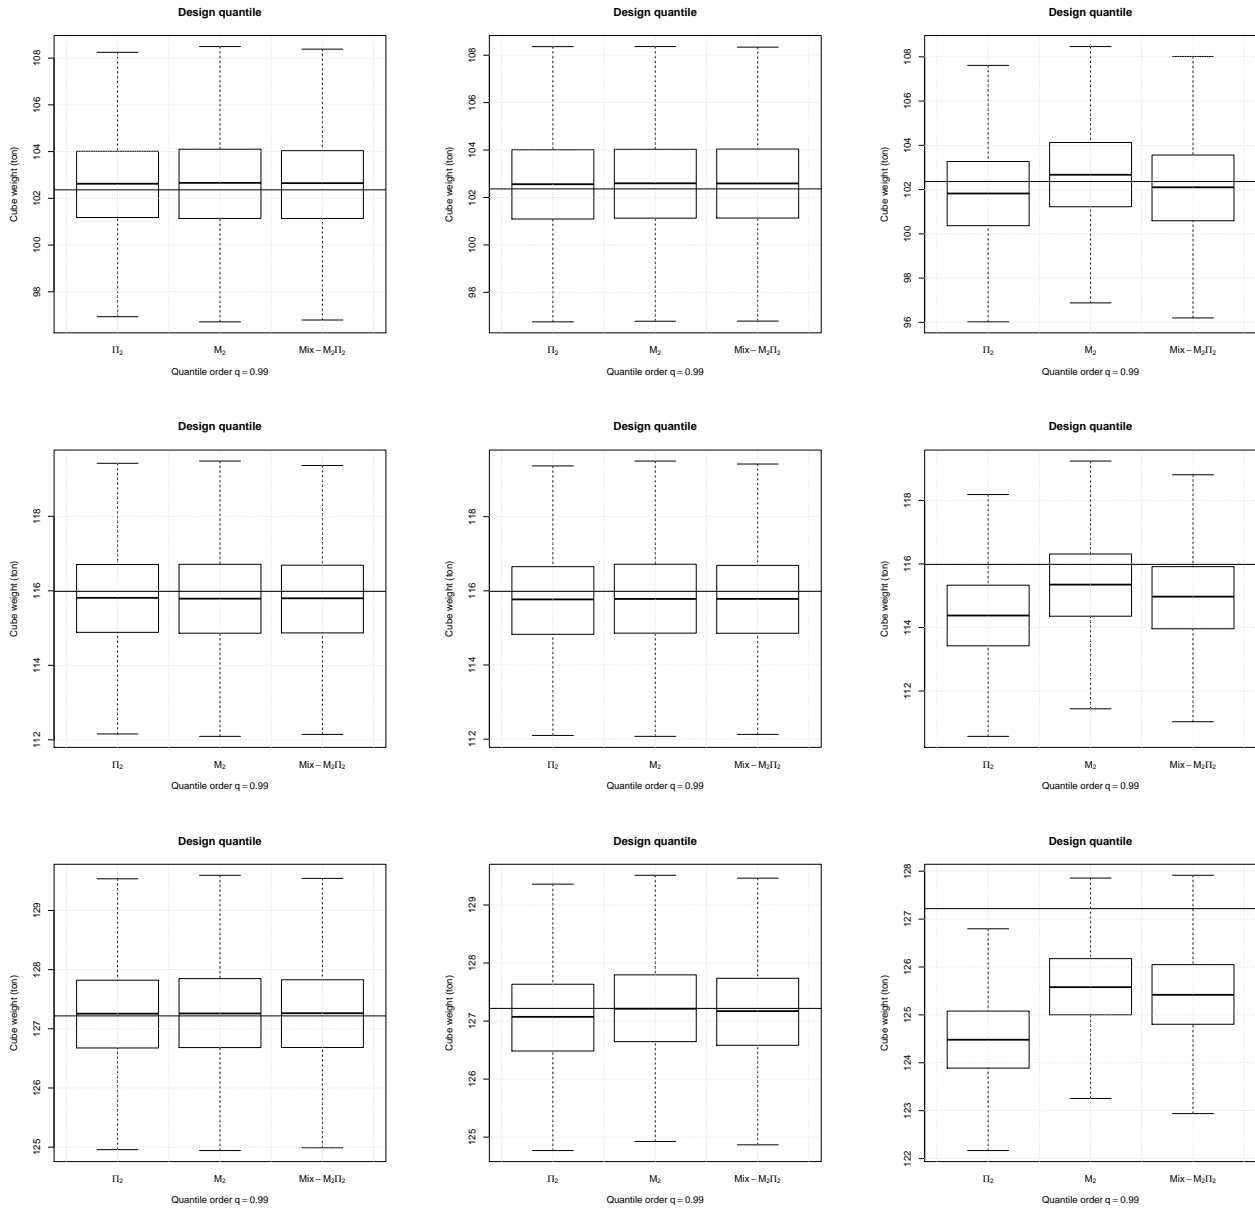 Design quantile
Cube weight (ton)
108
106
104
102
100
98
Π₂
M₂
Mix − M₂Π₂
Quantile order q = 0.99
Design quantile
Cube weight (ton)
108
106
104
102
100
98
Π₂
M₂
Mix − M₂Π₂
Quantile order q = 0.99
Design quantile
Cube weight (ton)
108
106
104
102
100
98
96
Π₂
M₂
Mix − M₂Π₂
Quantile order q = 0.99
Design quantile
Cube weight (ton)
118
116
114
112
Π₂
M₂
Mix − M₂Π₂
Quantile order q = 0.99
Design quantile
Cube weight (ton)
118
116
114
112
Π₂
M₂
Mix − M₂Π₂
Quantile order q = 0.99
Design quantile
Cube weight (ton)
118
116
114
112
Π₂
M₂
Mix − M₂Π₂
Quantile order q = 0.99
Design quantile
Cube weight (ton)
129
128
127
126
125
Π₂
M₂
Mix − M₂Π₂
Quantile order q = 0.99
Design quantile
Cube weight (ton)
129
128
127
126
125
Π₂
M₂
Mix − M₂Π₂
Quantile order q = 0.99
Design quantile
Cube weight (ton)
128
127
126
125
124
123
122
Π₂
M₂
Mix − M₂Π₂
Quantile order q = 0.99